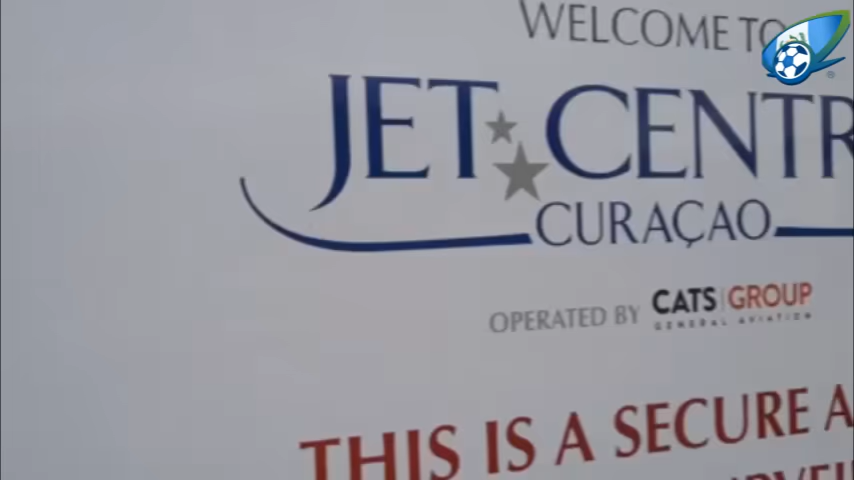 WELCOME TO
JET CENTR
CURAÇAO
OPERATED BY CATS GROUP
GENERAL AVIATION
THIS IS A SECURE A